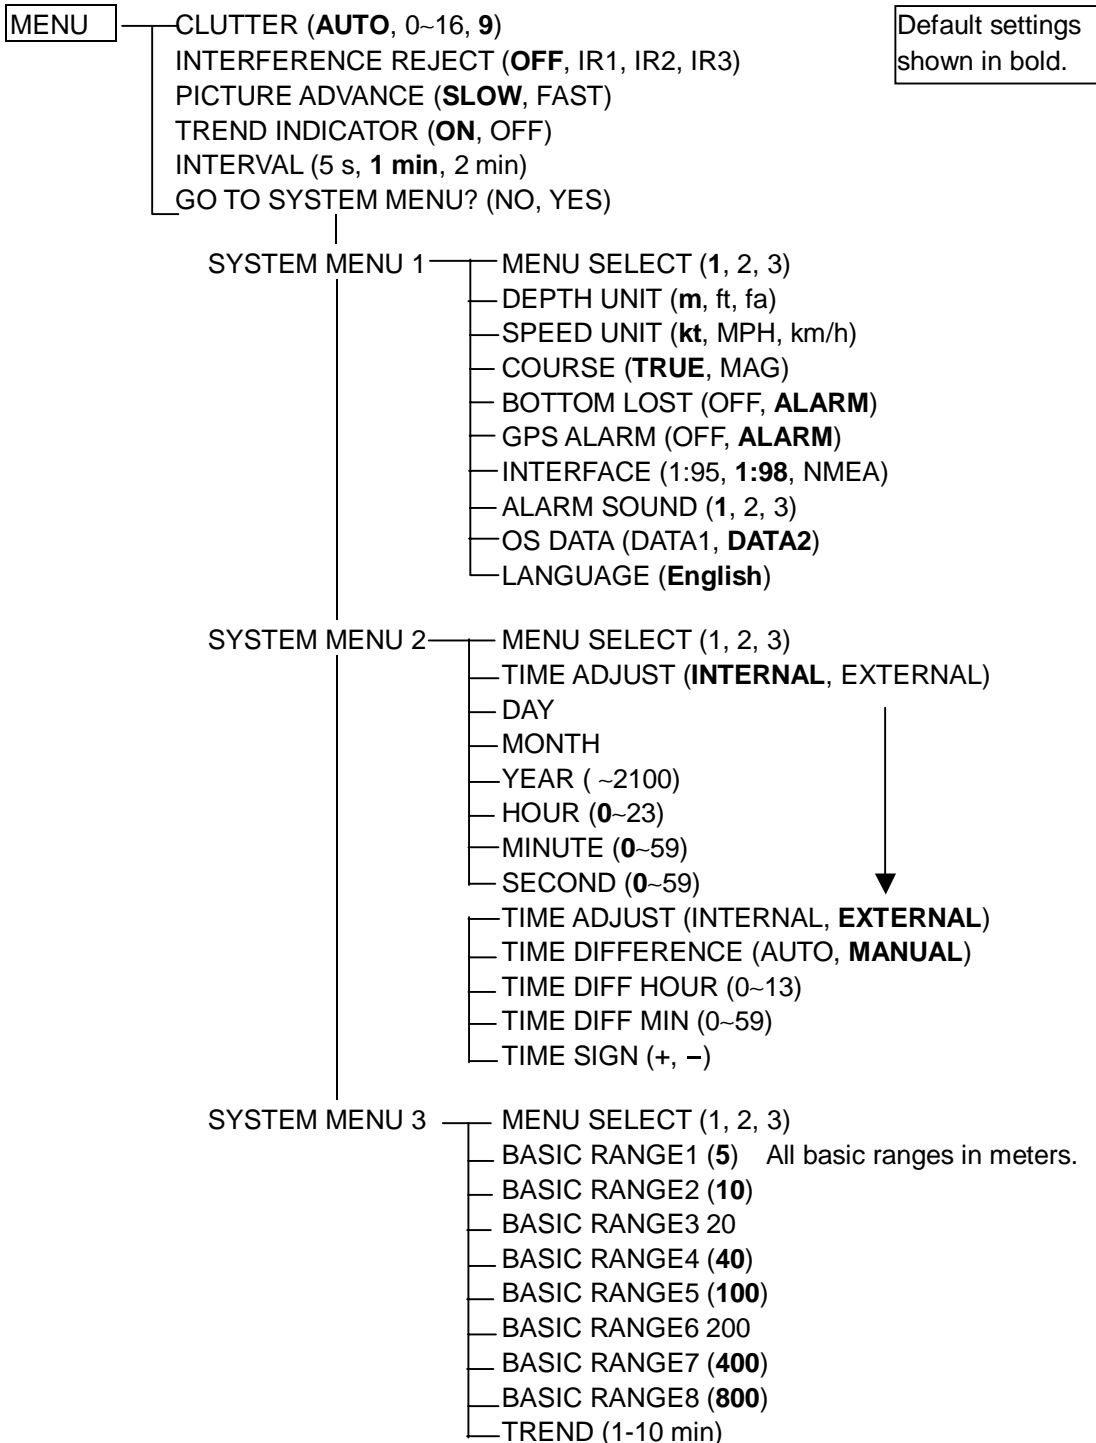 MENU
CLUTTER (AUTO, 0~16, 9)
Default settings
shown in bold.
INTERFERENCE REJECT (OFF, IR1, IR2, IR3)
PICTURE ADVANCE (SLOW, FAST)
TREND INDICATOR (ON, OFF)
INTERVAL (5 s, 1 min, 2 min)
GO TO SYSTEM MENU? (NO, YES)
SYSTEM MENU 1
MENU SELECT (1, 2, 3)
DEPTH UNIT (m, ft, fa)
SPEED UNIT (kt, MPH, km/h)
COURSE (TRUE, MAG)
BOTTOM LOST (OFF, ALARM)
GPS ALARM (OFF, ALARM)
INTERFACE (1:95, 1:98, NMEA)
ALARM SOUND (1, 2, 3)
OS DATA (DATA1, DATA2)
LANGUAGE (English)
SYSTEM MENU 2
MENU SELECT (1, 2, 3)
TIME ADJUST (INTERNAL, EXTERNAL)
DAY
MONTH
YEAR ( ~2100)
HOUR (0~23)
MINUTE (0~59)
SECOND (0~59)
TIME ADJUST (INTERNAL, EXTERNAL)
TIME DIFFERENCE (AUTO, MANUAL)
TIME DIFF HOUR (0~13)
TIME DIFF MIN (0~59)
TIME SIGN (+, −)
SYSTEM MENU 3
MENU SELECT (1, 2, 3)
BASIC RANGE1 (5) All basic ranges in meters.
BASIC RANGE2 (10)
BASIC RANGE3 20
BASIC RANGE4 (40)
BASIC RANGE5 (100)
BASIC RANGE6 200
BASIC RANGE7 (400)
BASIC RANGE8 (800)
TREND (1-10 min)